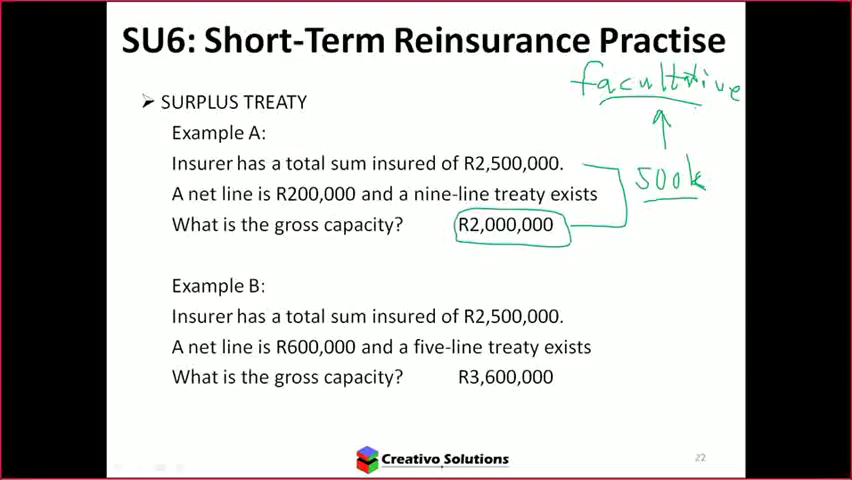 SU6: Short-Term Reinsurance Practise
facultative
➤ SURPLUS TREATY
Example A:
Insurer has a total sum insured of R2,500,000.
500k
A net line is R200,000 and a nine-line treaty exists
What is the gross capacity? R2,000,000
Example B:
Insurer has a total sum insured of R2,500,000.
A net line is R600,000 and a five-line treaty exists
What is the gross capacity? R3,600,000
Creativo Solutions
22